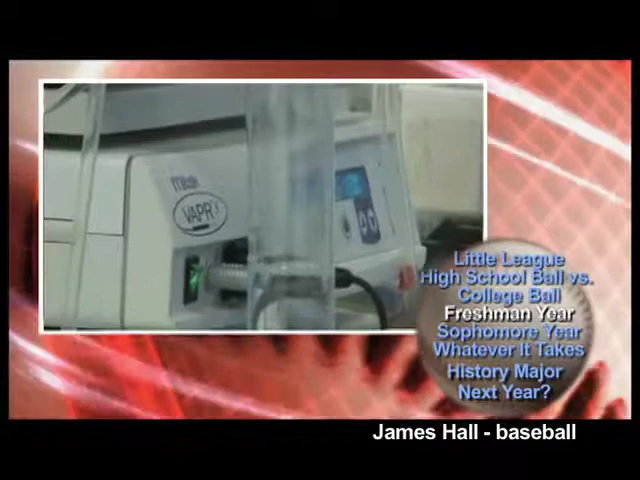 Mitek
VAPR
Little League
High School Ball vs.
College Ball
Freshman Year
Sophomore Year
Whatever It Takes
History Major
Next Year?
James Hall - baseball